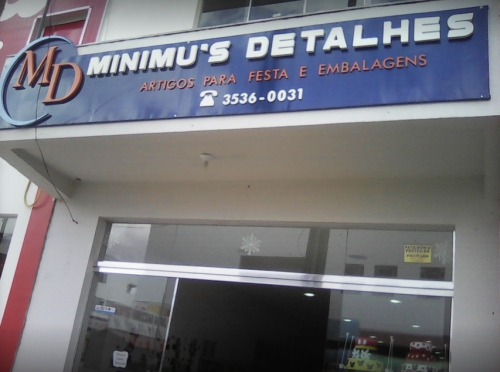 MD
MINIMU'S DETALHES
ARTIGOS PARA FESTA E EMBALAGENS
3536-0031